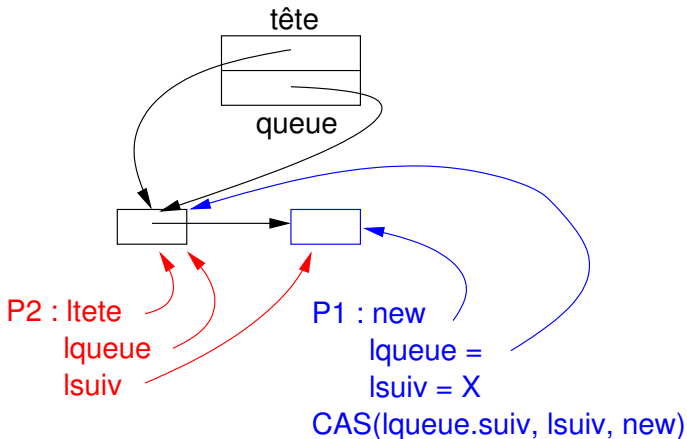 tête
queue
P2 : ltete
lqueue
lsuiv
P1 : new
lqueue =
lsuiv = X
CAS(lqueue.suiv, lsuiv, new)